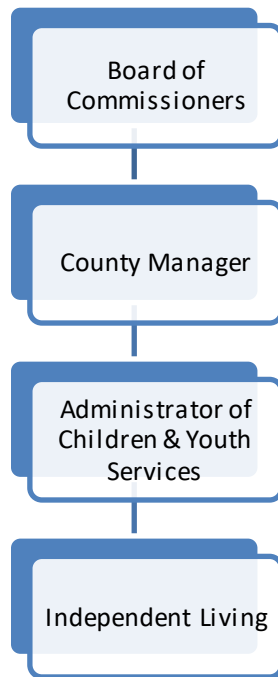 Board of
Commissioners
County Manager
Administrator of
Children & Youth
Services
Independent Living